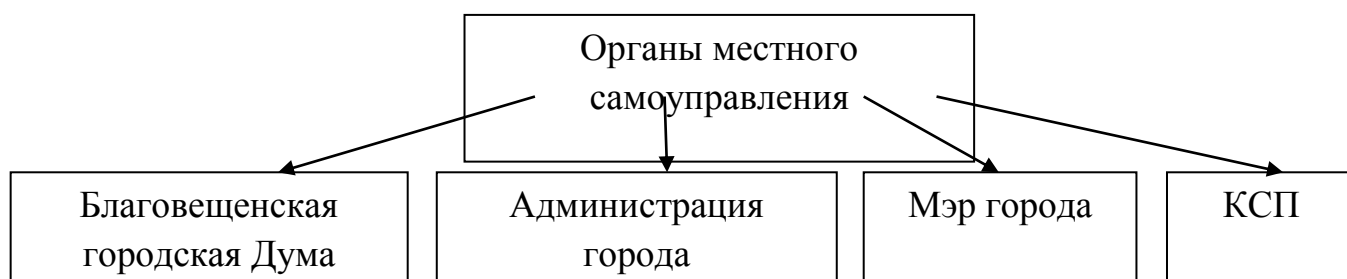 Органы местного
самоуправления
Благовещенская
городская Дума
Администрация
города
Мэр города
КСП